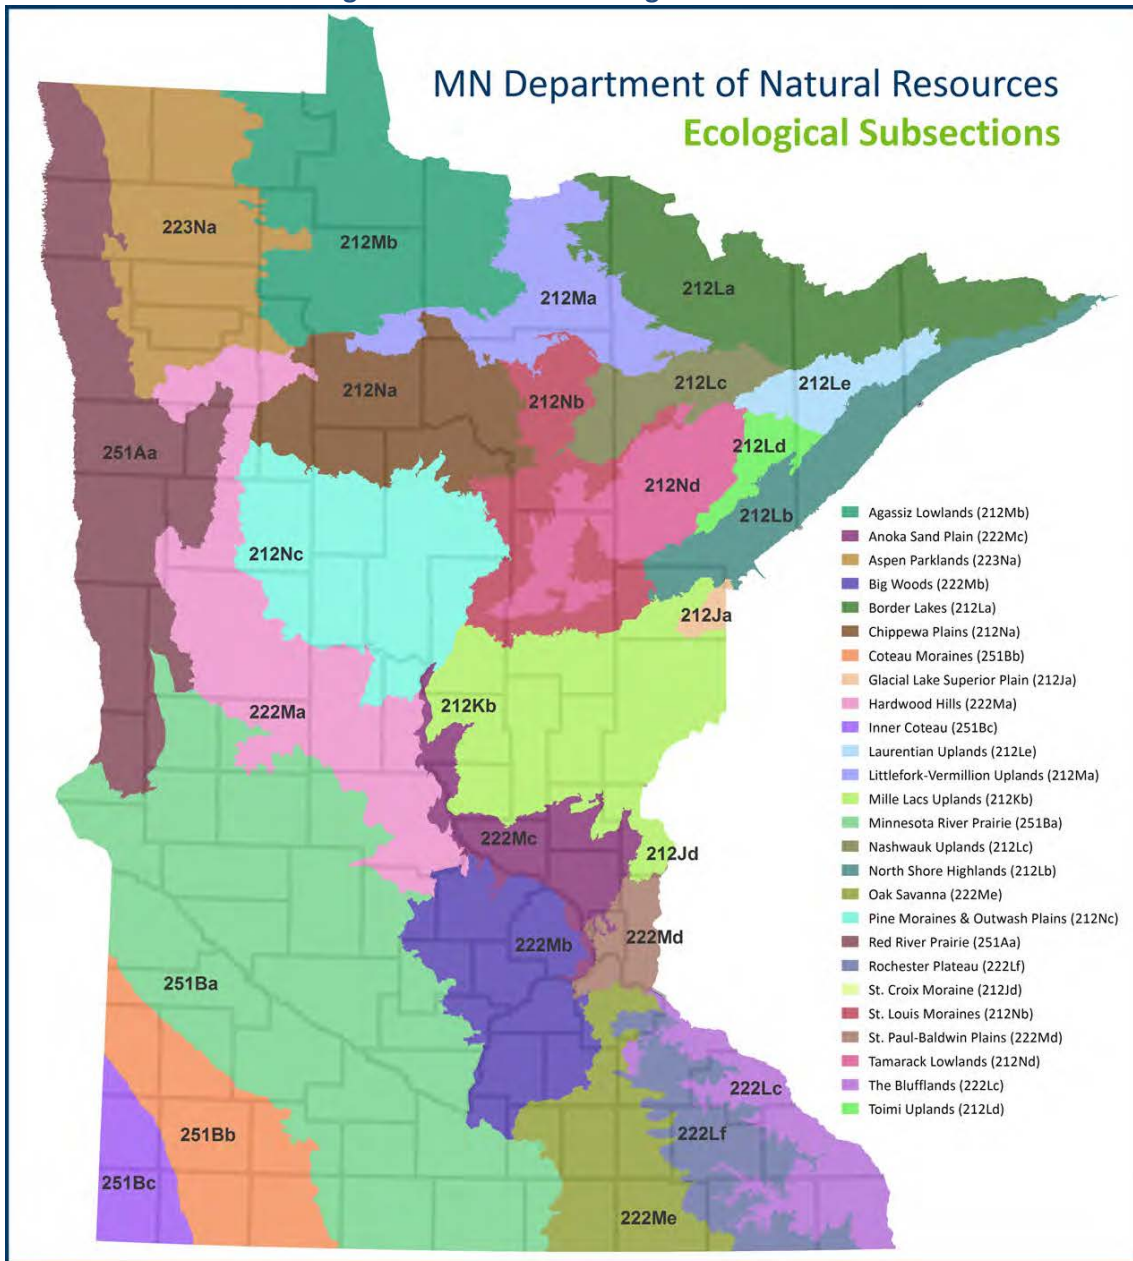 MN Department of Natural Resources
Ecological Subsections
223Na
212Mb
212Ma
212La
212Na
212Nb
212Lc
212Le
251Aa
212Ld
212Nd
212Lb
212Nc
212Ja
212Kb
222Ma
222Mc
212Jd
222Mb
222Md
251Ba
222Lc
251Bb
222Lf
251Bc
222Me
Agassiz Lowlands (212Mb)
Anoka Sand Plain (222Mc)
Aspen Parklands (223Na)
Big Woods (222Mb)
Border Lakes (212La)
Chippewa Plains (212Na)
Coteau Moraines (251Bb)
Glacial Lake Superior Plain (212Ja)
Hardwood Hills (222Ma)
Inner Coteau (251Bc)
Laurentian Uplands (212Le)
Littlefork-Vermillion Uplands (212Ma)
Mille Lacs Uplands (212Kb)
Minnesota River Prairie (251Ba)
Nashwauk Uplands (212Lc)
North Shore Highlands (212Lb)
Oak Savanna (222Me)
Pine Moraines & Outwash Plains (212Nc)
Red River Prairie (251Aa)
Rochester Plateau (222Lf)
St. Croix Moraine (212Jd)
St. Louis Moraines (212Nb)
St. Paul-Baldwin Plains (222Md)
Tamarack Lowlands (212Nd)
The Blufflands (222Lc)
Toimi Uplands (212Ld)